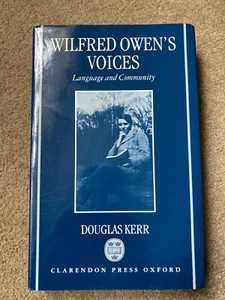 WILFRED OWEN'S
VOICES
Language and Community
DOUGLAS KERR
CLARENDON PRESS OXFORD